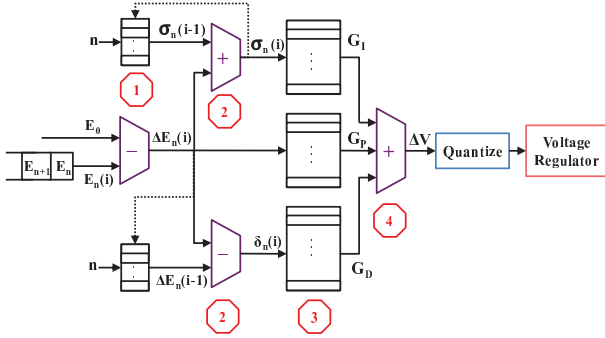 n
σn(i-1)
1
+
2
σn(i)
GI
E0
En+1 En
En(i)
−
ΔEn(i)
GP
+
4
ΔV
Quantize
Voltage
Regulator
n
ΔEn(i-1)
−
2
δn(i)
3
GD